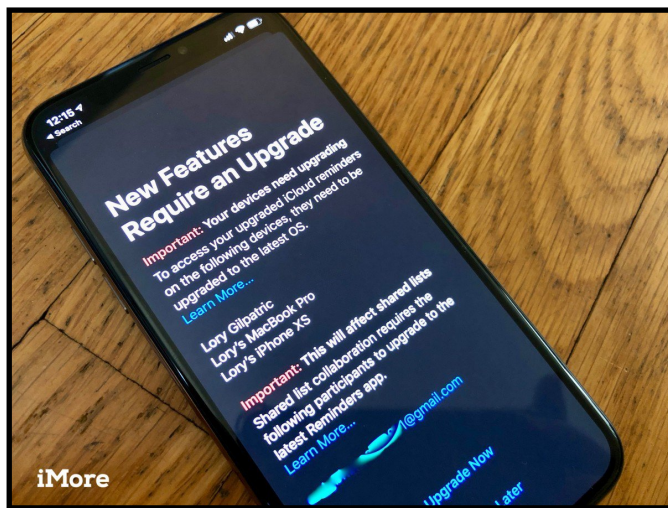 12:15
Search
New Features
Require an Upgrade
Important: Your devices need upgrading
To access your upgraded iCloud reminders
on the following devices, they need to be
upgraded to the latest OS.
Learn More...
Lory Gilpatric
Lory's MacBook Pro
Lory's iPhone XS
Important: This will affect shared lists
Shared list collaboration requires the
following participants to upgrade to the
latest Reminders app.
Learn More...
@gmail.com
Upgrade Now
Later
iMore